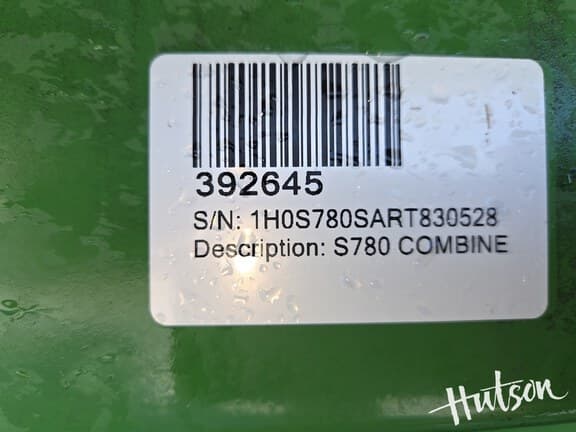 392645
S/N: 1H0S780SART830528
Description: S780 COMBINE
Hutson